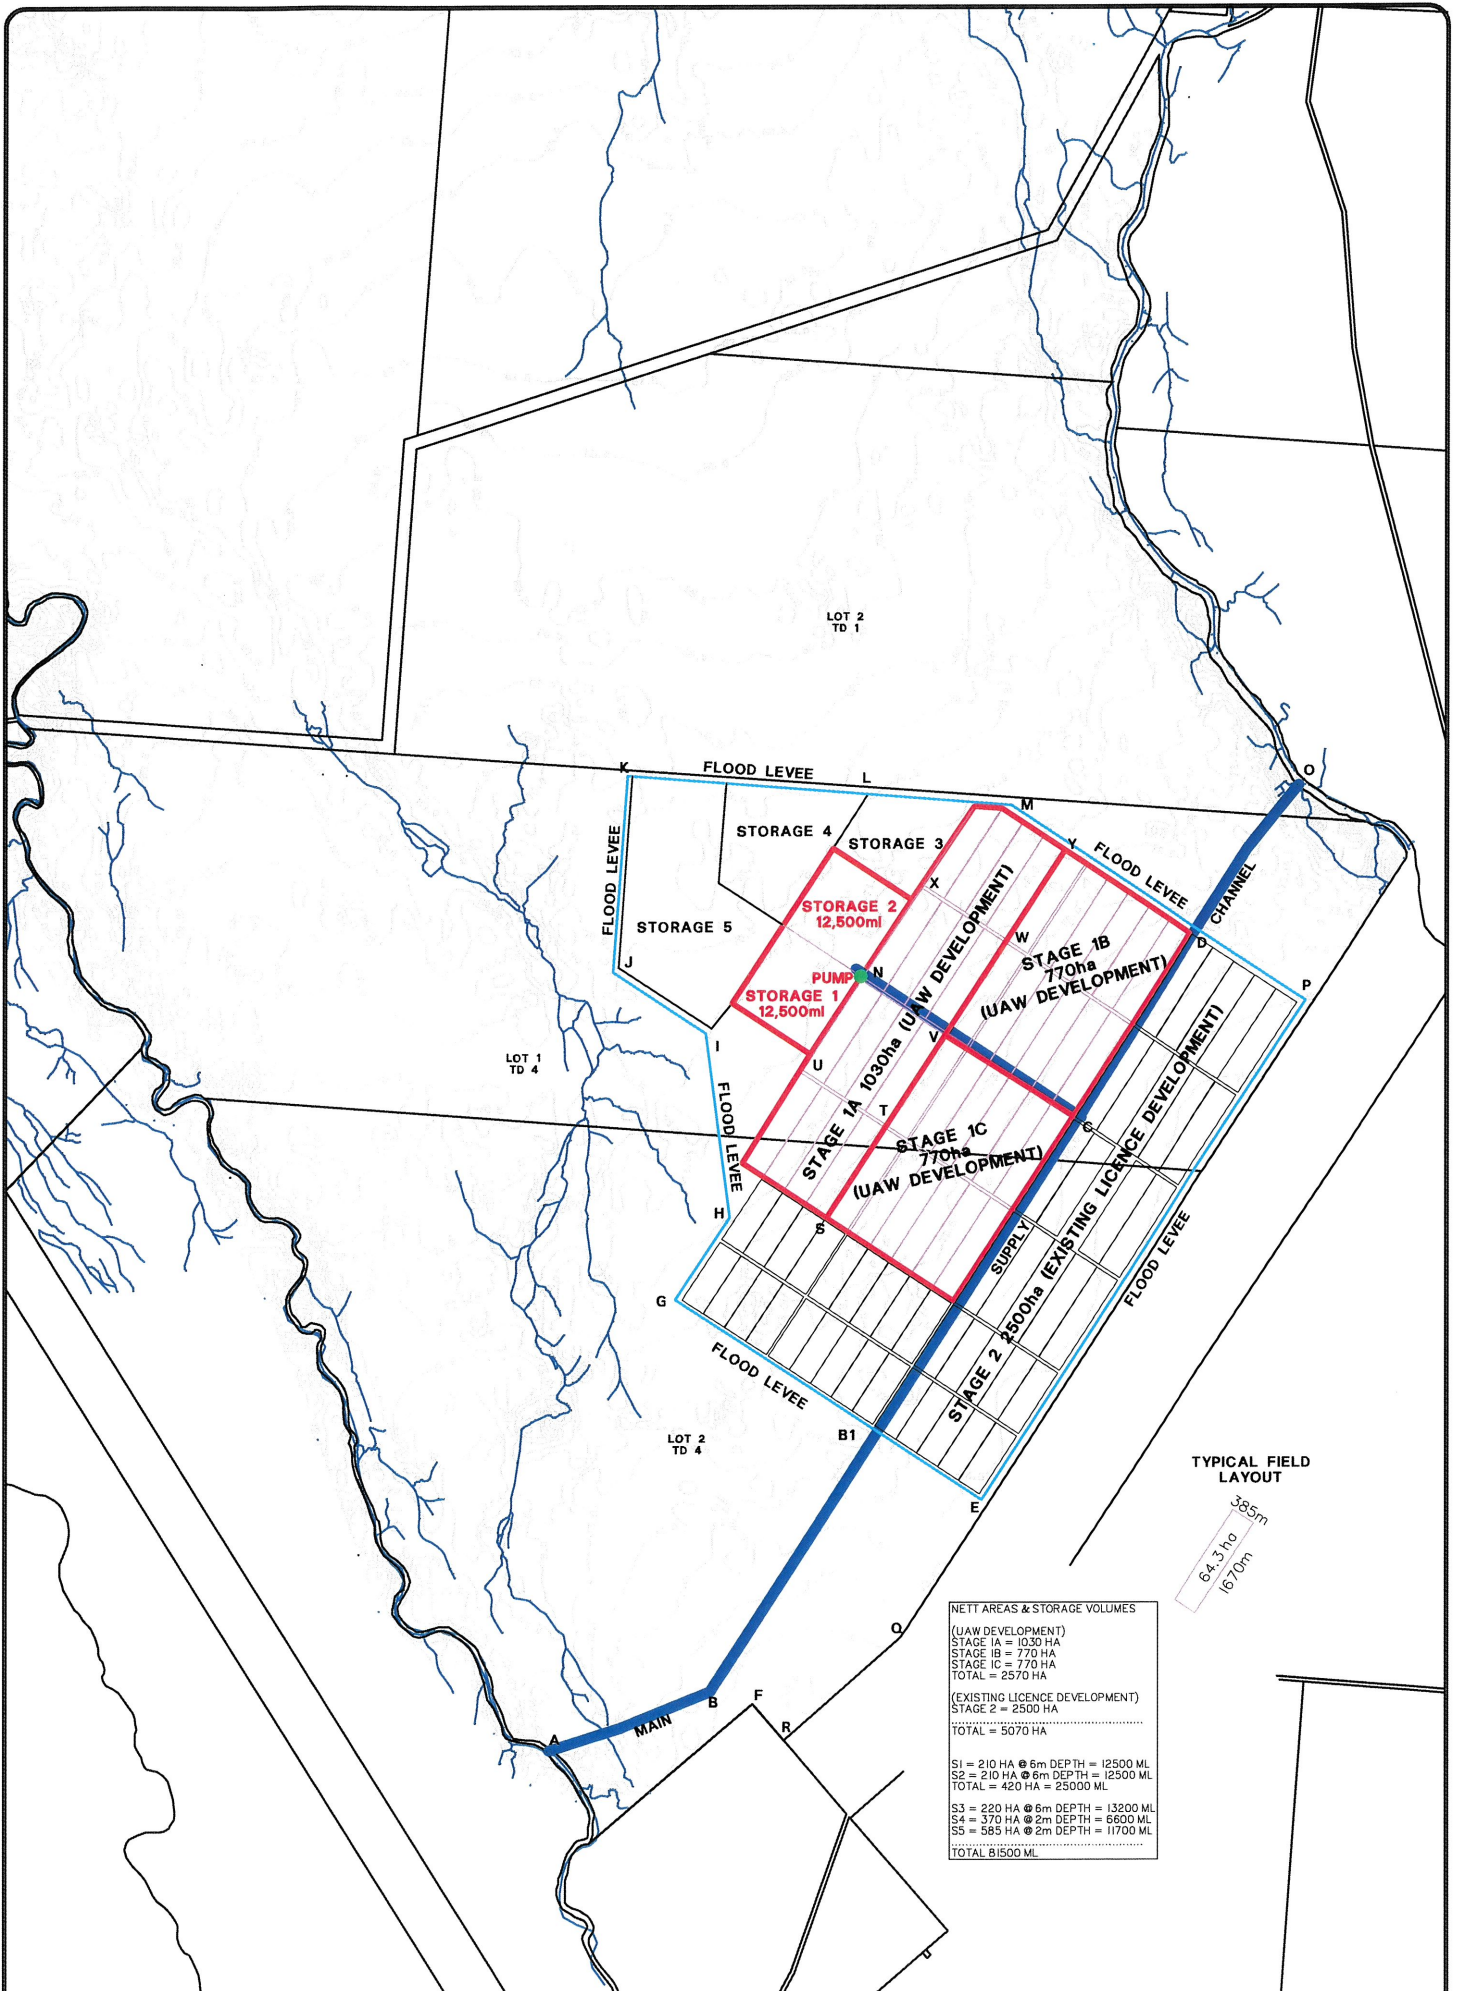 LOT 2
TD 1
O
K
FLOOD LEVEE
L
M
STORAGE 4
STORAGE 3
Y
FLOOD LEVEE
FLOOD LEVEE
X
CHANNEL
STORAGE 2
12,500ml
STORAGE 5
W
STAGE 1B
770ha
(UAW DEVELOPMENT)
D
J
PUMP
N
P
STORAGE 1
12,500ml
V
I
STAGE 1A 1030ha (UAW DEVELOPMENT)
LOT 1
TD 4
U
FLOOD LEVEE
T
C
STAGE 1C
770ha
(UAW DEVELOPMENT)
H
S
SUPPLY
STAGE 2 2500ha (EXISTING LICENCE DEVELOPMENT)
FLOOD LEVEE
G
FLOOD LEVEE
LOT 2
TD 4
B1
E
TYPICAL FIELD
LAYOUT
385m
64.3 ha
1670m
NETT AREAS & STORAGE VOLUMES
(UAW DEVELOPMENT)
STAGE 1A = 1030 HA
STAGE 1B = 770 HA
STAGE 1C = 770 HA
TOTAL = 2570 HA
(EXISTING LICENCE DEVELOPMENT)
STAGE 2 = 2500 HA
TOTAL = 5070 HA
S1 = 210 HA @ 6m DEPTH = 12500 ML
S2 = 210 HA @ 6m DEPTH = 12500 ML
TOTAL = 420 HA = 25000 ML
S3 = 220 HA @ 6m DEPTH = 13200 ML
S4 = 370 HA @ 2m DEPTH = 6600 ML
S5 = 585 HA @ 2m DEPTH = 11700 ML
TOTAL 81500 ML
Q
B
F
R
MAIN
A